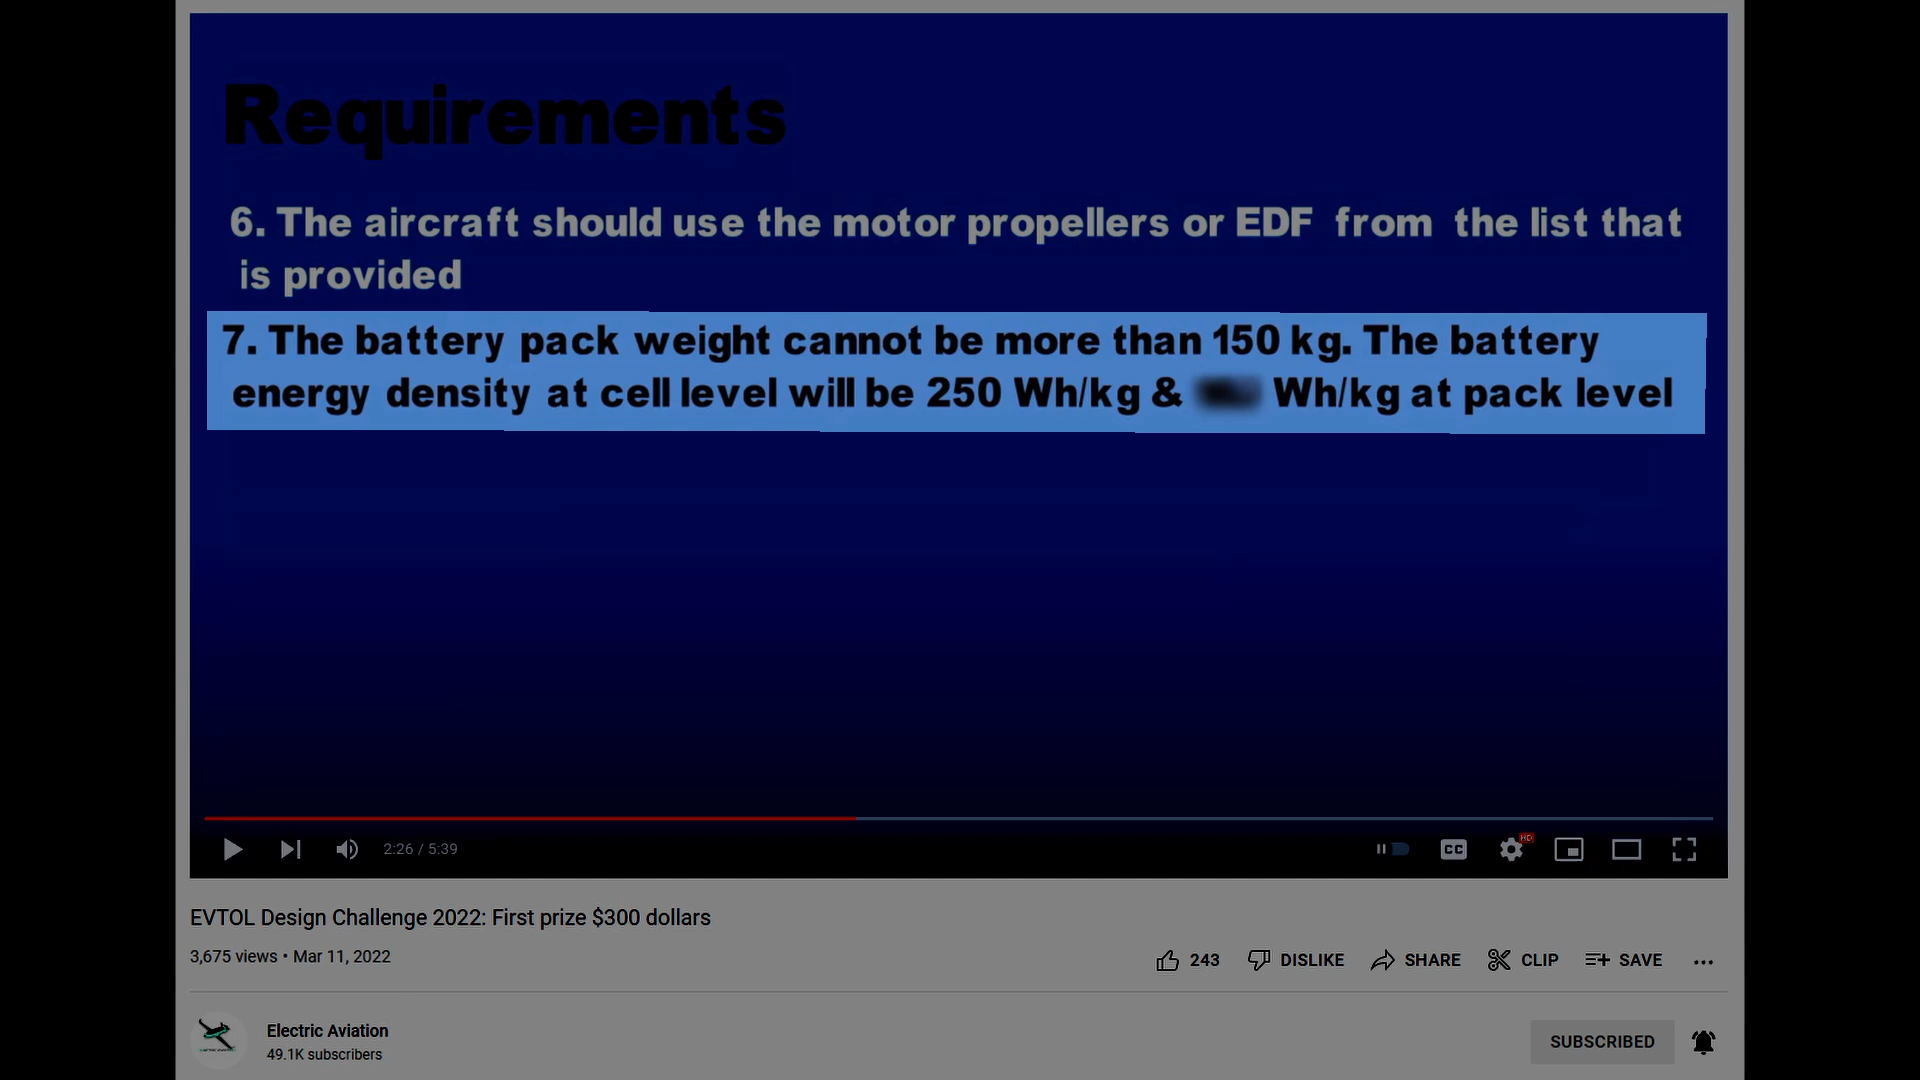 Requirements
6. The aircraft should use the motor propellers or EDF from the list that
is provided
7. The battery pack weight cannot be more than 150 kg. The battery
energy density at cell level will be 250 Wh/kg & Wh/kg at pack level
2:26 / 5:39
CC
HD
EVTOL Design Challenge 2022: First prize $300 dollars
3,675 views • Mar 11, 2022
243
DISLIKE
SHARE
CLIP
SAVE
Electric Aviation
49.1K subscribers
SUBSCRIBED